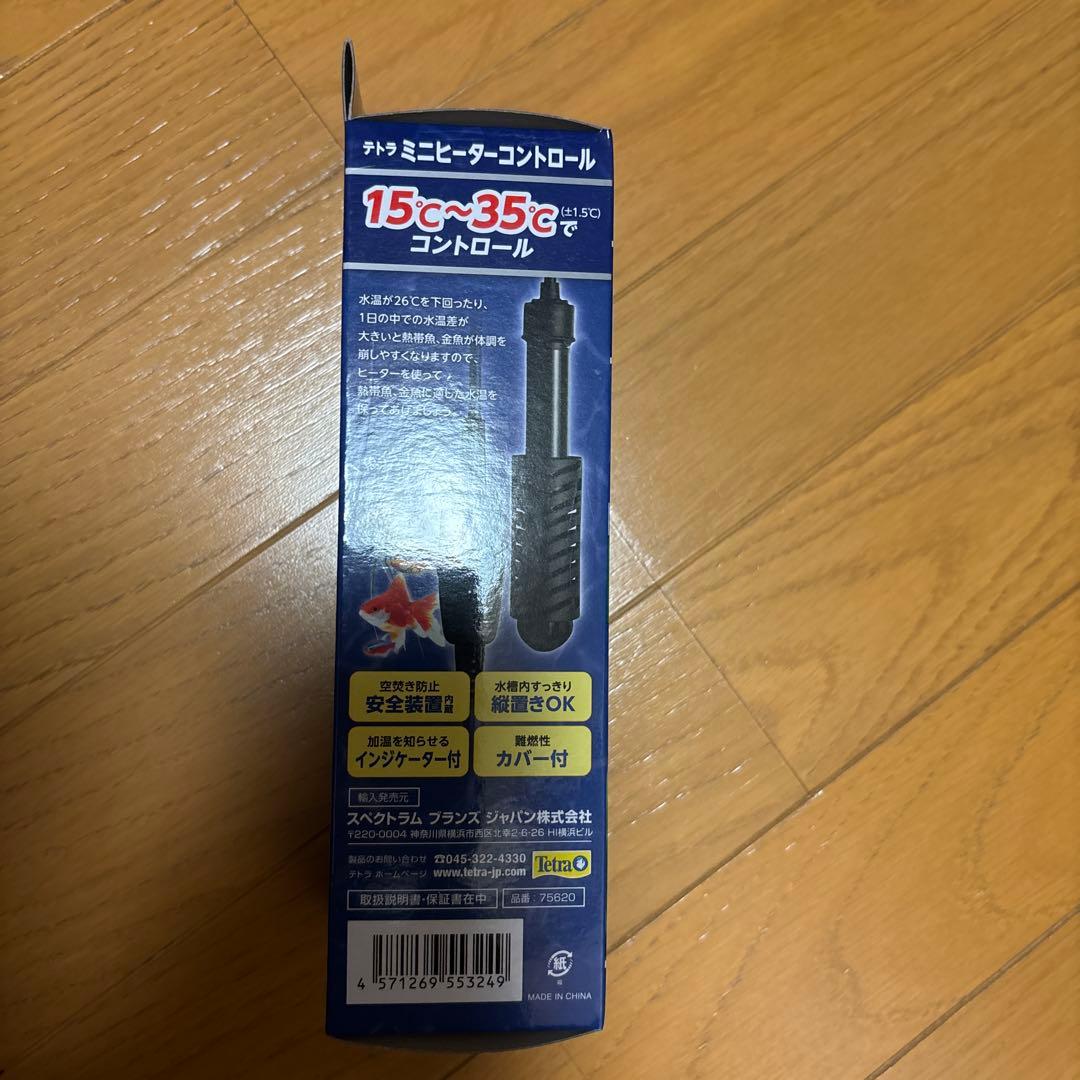 テトラ ミニヒーターコントロール
15℃～35℃で(±1.5℃)
コントロール
水温が26℃を下回ったり、
1日の中での水温差が
大きいと熱帯魚、金魚が体調を
崩しやすくなりますので、
ヒーターを使って
熱帯魚、金魚に適した水温を
保ってあげましょう。
空焚き防止
安全装置内蔵
水槽内すっきり
縦置きOK
加温を知らせる
インジケーター付
難燃性
カバー付
輸入発売元
スペクトラム ブランズ ジャパン株式会社
〒220-0004 神奈川県横浜市西区北幸2-6-26 HI横浜ビル
製品のお問い合わせ ☎045-322-4330
テトラ ホームページ www.tetra-jp.com
Tetra
取扱説明書・保証書在中
品番：75620
4 571269 553249
紙
箱
MADE IN CHINA